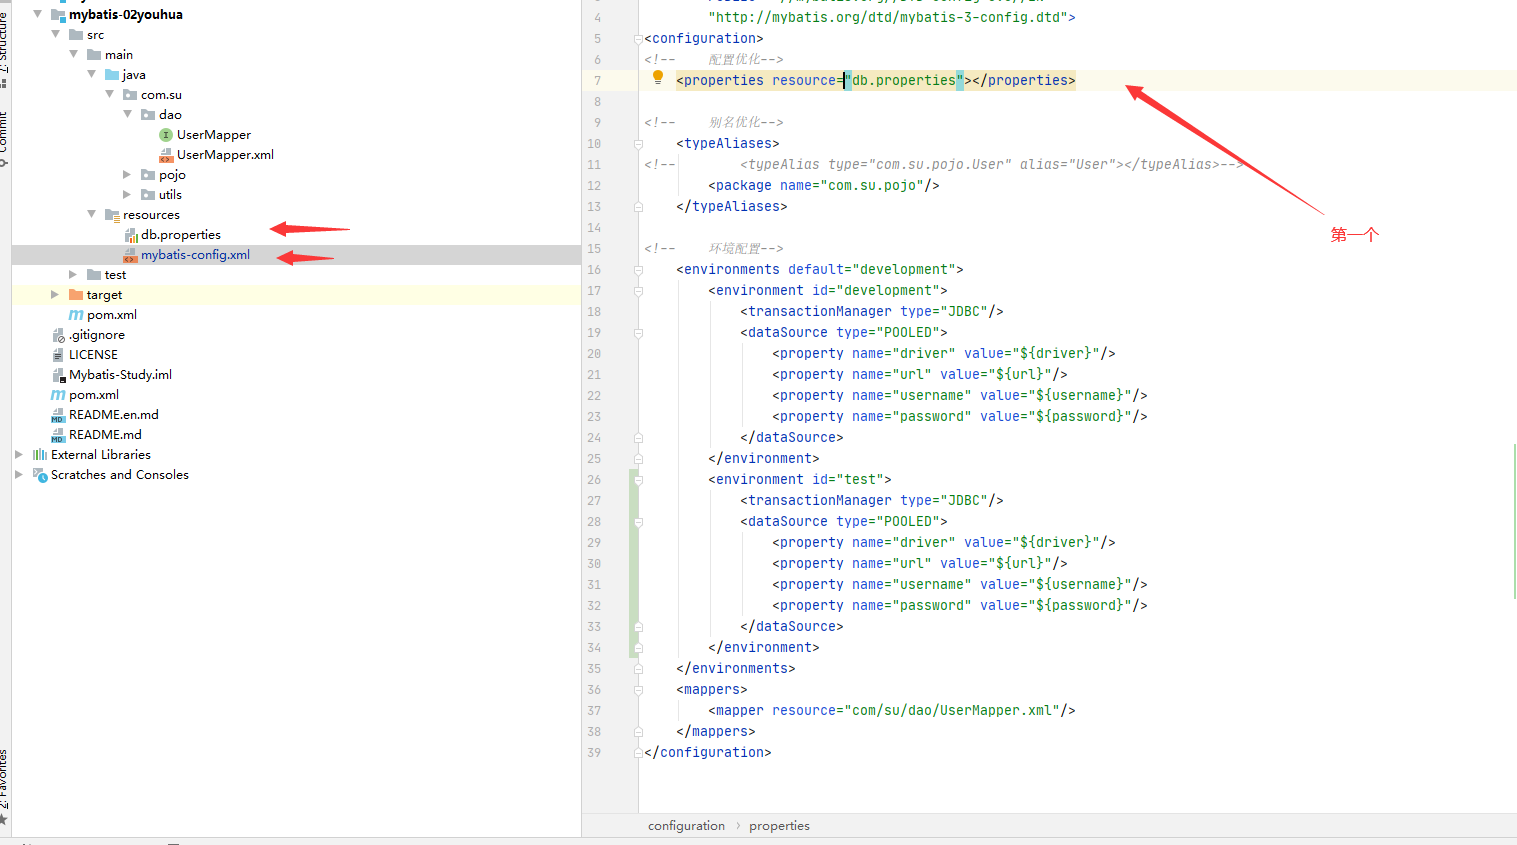 mybatis-02youhua
src
main
java
com.su
dao
UserMapper
UserMapper.xml
pojo
utils
resources
db.properties
mybatis-config.xml
test
target
pom.xml
.gitignore
LICENSE
Mybatis-Study.iml
pom.xml
README.en.md
README.md
External Libraries
Scratches and Consoles
Commit
2: Favorites
4 "http://mybatis.org/dtd/mybatis-3-config.dtd">
5 <configuration>
6 <!-- 配置优化-->
7 <properties resource="db.properties"></properties>
8
9 <!-- 别名优化-->
10 <typeAliases>
11 <!-- <typeAlias type="com.su.pojo.User" alias="User"></typeAlias>-->
12 <package name="com.su.pojo"/>
13 </typeAliases>
14
15 <!-- 环境配置-->
16 <environments default="development">
17 <environment id="development">
18 <transactionManager type="JDBC"/>
19 <dataSource type="POOLED">
20 <property name="driver" value="${driver}"/>
21 <property name="url" value="${url}"/>
22 <property name="username" value="${username}"/>
23 <property name="password" value="${password}"/>
24 </dataSource>
25 </environment>
26 <environment id="test">
27 <transactionManager type="JDBC"/>
28 <dataSource type="POOLED">
29 <property name="driver" value="${driver}"/>
30 <property name="url" value="${url}"/>
31 <property name="username" value="${username}"/>
32 <property name="password" value="${password}"/>
33 </dataSource>
34 </environment>
35 </environments>
36 <mappers>
37 <mapper resource="com/su/dao/UserMapper.xml"/>
38 </mappers>
39 </configuration>
第一个
configuration › properties